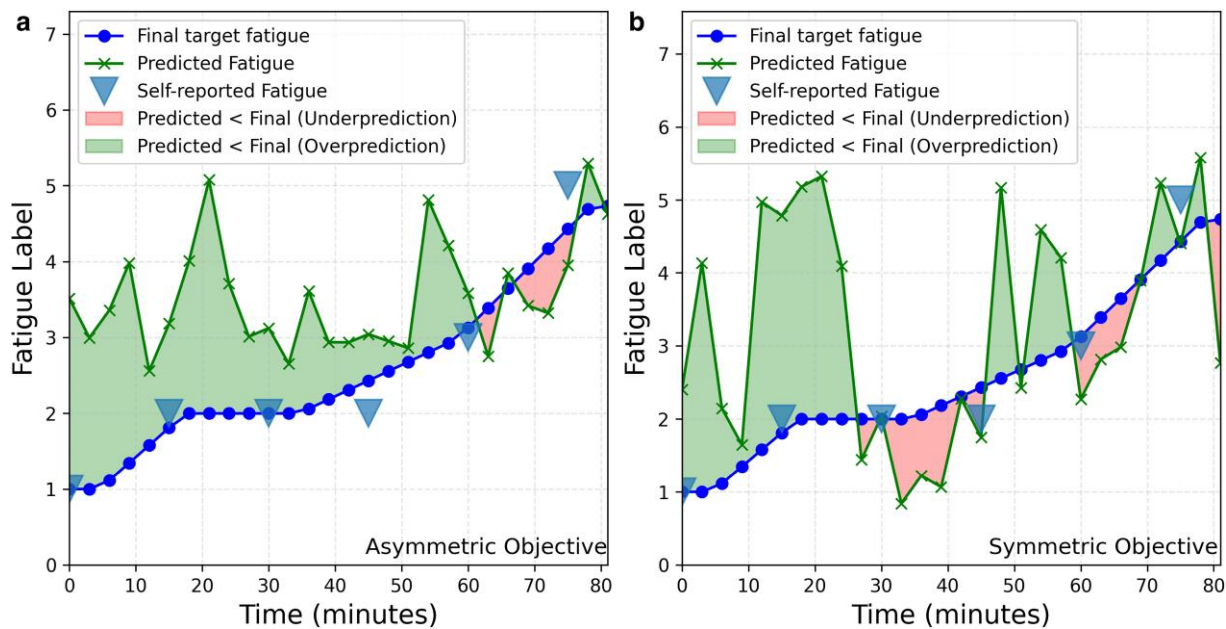 a
7
6
5
4
3
2
1
0
Fatigue Label
Final target fatigue
Predicted Fatigue
Self-reported Fatigue
Predicted < Final (Underprediction)
Predicted < Final (Overprediction)
Asymmetric Objective
0 10 20 30 40 50 60 70 80
Time (minutes)
b
7
6
5
4
3
2
1
0
Fatigue Label
Final target fatigue
Predicted Fatigue
Self-reported Fatigue
Predicted < Final (Underprediction)
Predicted < Final (Overprediction)
Symmetric Objective
0 10 20 30 40 50 60 70 80
Time (minutes)